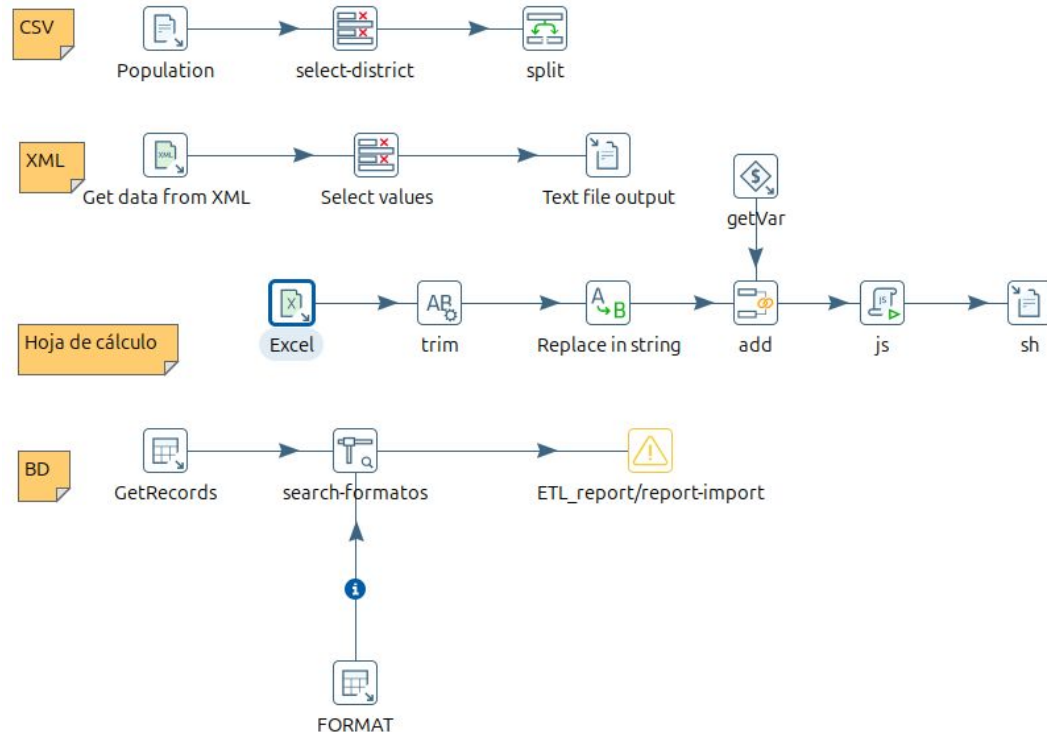 CSV
Population
select-district
split
XML
Get data from XML
Select values
Text file output
getVar
Hoja de cálculo
Excel
trim
Replace in string
add
js
sh
BD
GetRecords
search-formatos
ETL_report/report-import
FORMAT